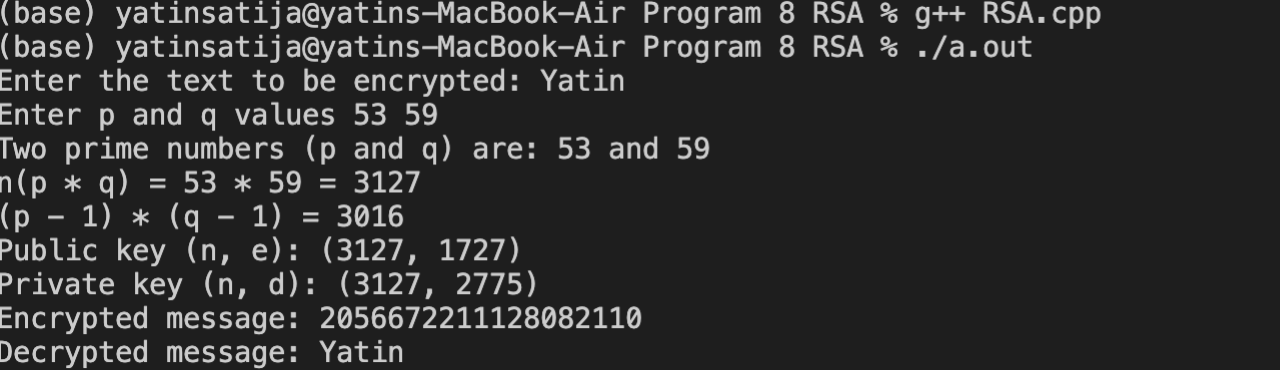 (base) yatinsatija@yatins-MacBook-Air Program 8 RSA % g++ RSA.cpp
(base) yatinsatija@yatins-MacBook-Air Program 8 RSA % ./a.out
Enter the text to be encrypted: Yatin
Enter p and q values 53 59
Two prime numbers (p and q) are: 53 and 59
n(p * q) = 53 * 59 = 3127
(p - 1) * (q - 1) = 3016
Public key (n, e): (3127, 1727)
Private key (n, d): (3127, 2775)
Encrypted message: 2056672211128082110
Decrypted message: Yatin